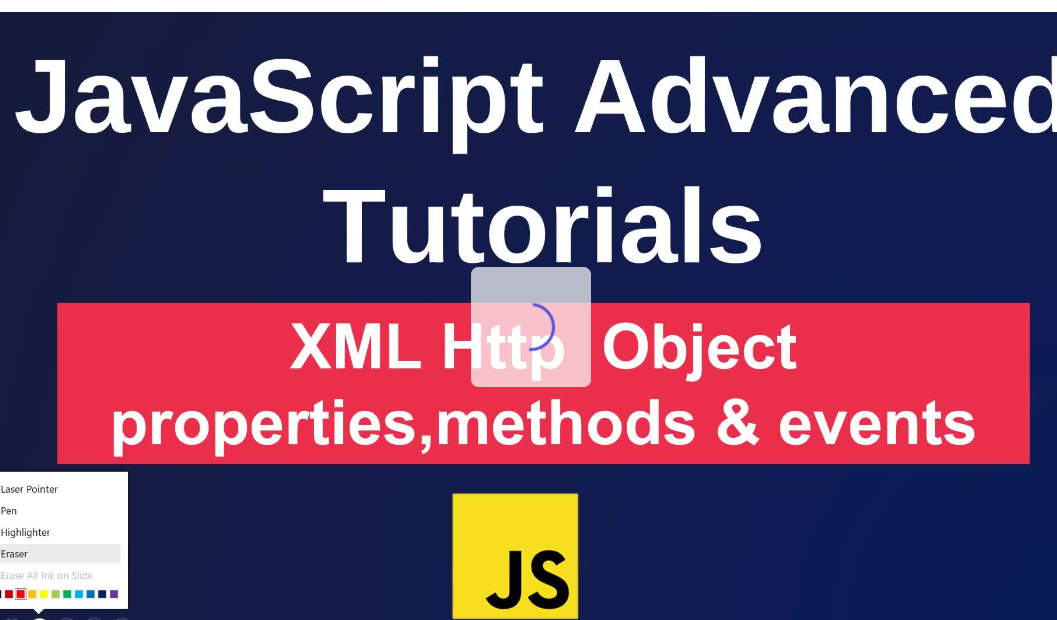 JavaScript Advanced
Tutorials
XML Http Object
properties,methods & events
Laser Pointer
Pen
Highlighter
Eraser
Erase All Ink on Slide
JS